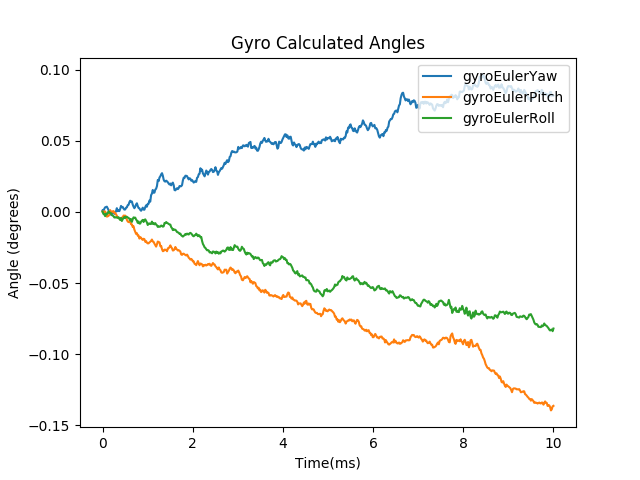 Gyro Calculated Angles
gyroEulerYaw
gyroEulerPitch
gyroEulerRoll
0.10
0.05
0.00
−0.05
−0.10
−0.15
Angle (degrees)
0 2 4 6 8 10
Time(ms)